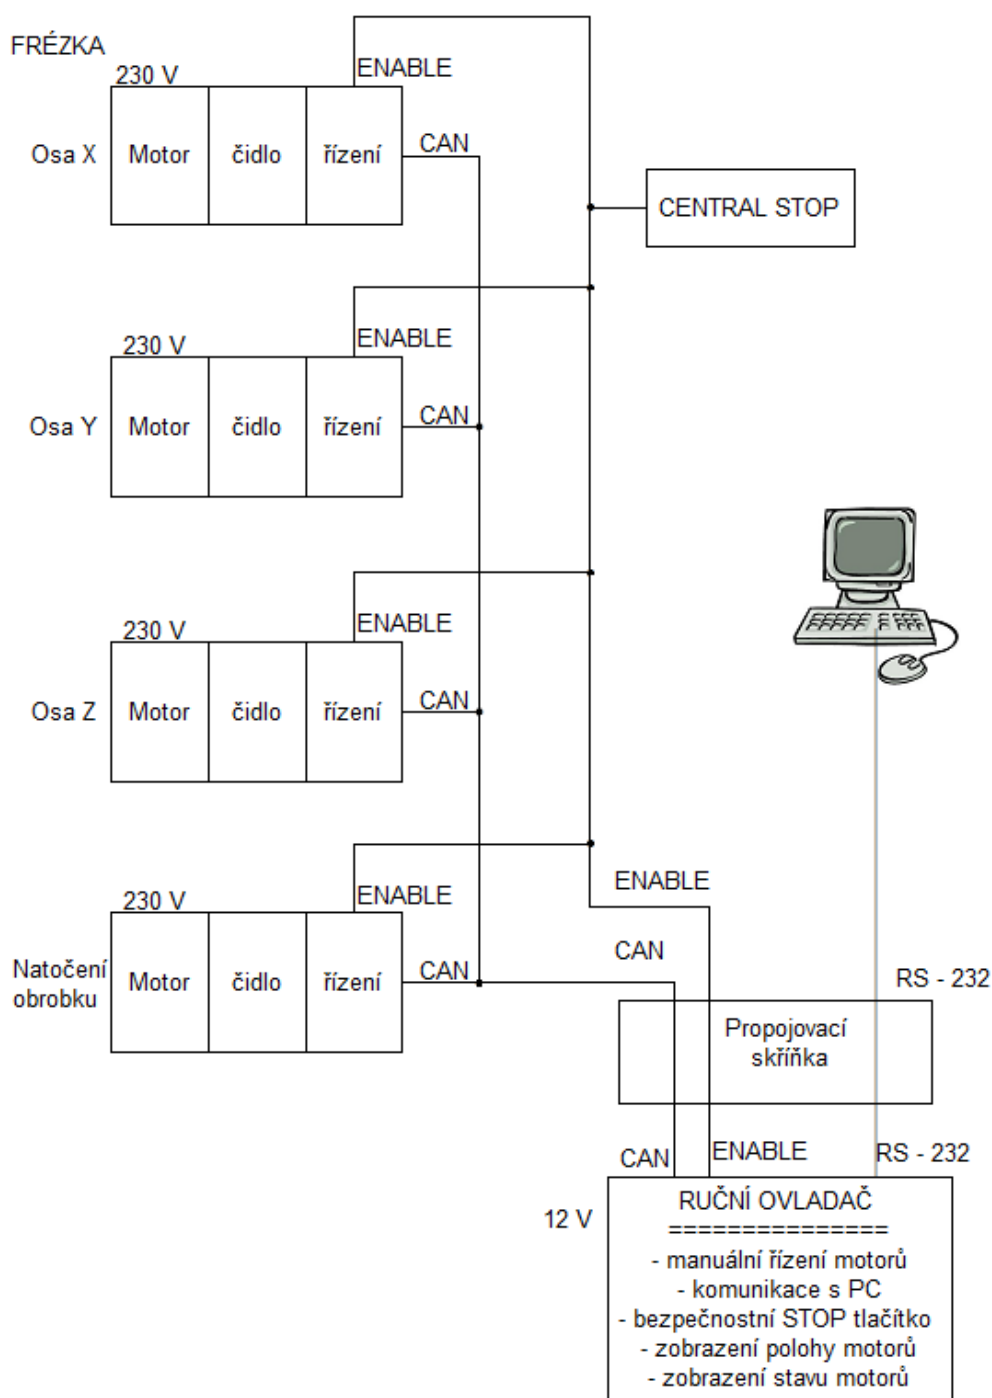 FRÉZKA
230 V
ENABLE
Osa X
Motor
čidlo
řízení
CAN
CENTRAL STOP
230 V
ENABLE
Osa Y
Motor
čidlo
řízení
CAN
230 V
ENABLE
Osa Z
Motor
čidlo
řízení
CAN
230 V
ENABLE
Natočení
obrobku
Motor
čidlo
řízení
CAN
ENABLE
CAN
RS - 232
Propojovací
skříňka
CAN
ENABLE
RS - 232
12 V
RUČNÍ OVLADAČ
===============
- manuální řízení motorů
- komunikace s PC
- bezpečnostní STOP tlačítko
- zobrazení polohy motorů
- zobrazení stavu motorů